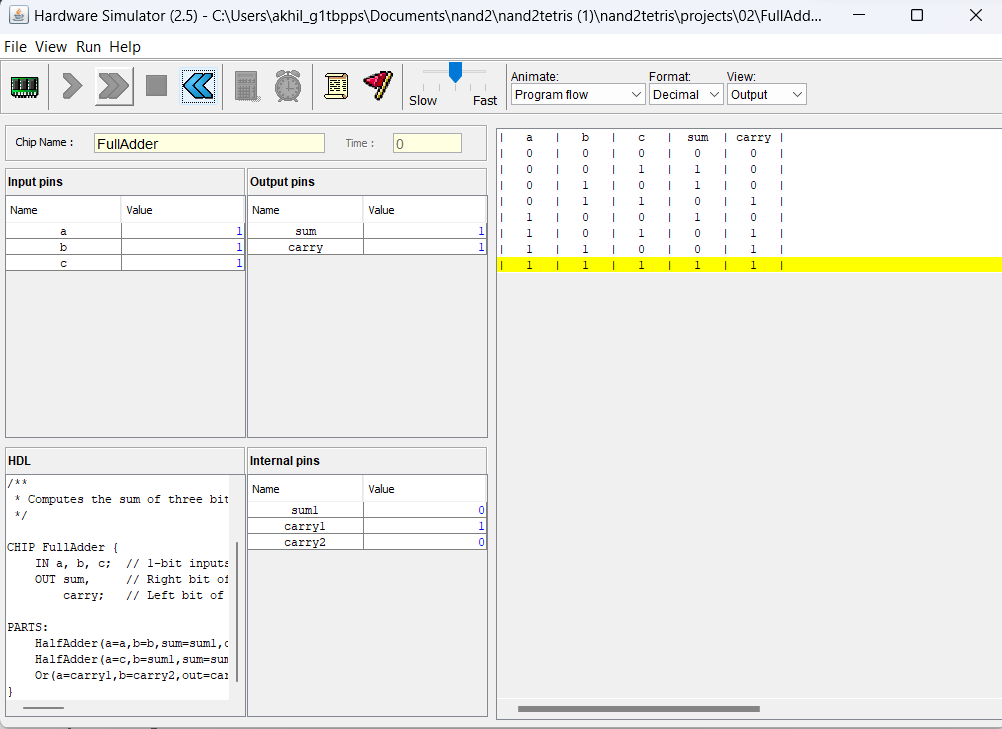 Hardware Simulator (2.5) - C:\Users\akhil_g1tbpps\Documents\nand2\nand2tetris (1)\nand2tetris\projects\02\FullAdd...
File View Run Help
Slow Fast
Animate: Format: View:
Program flow Decimal Output
Chip Name : FullAdder Time : 0
Input pins
Name Value
a 1
b 1
c 1
Output pins
Name Value
sum 1
carry 1
HDL
/**
* Computes the sum of three bit
*/
CHIP FullAdder {
IN a, b, c; // 1-bit inputs
OUT sum, // Right bit of
carry; // Left bit of
PARTS:
HalfAdder(a=a,b=b,sum=sum1,c
HalfAdder(a=c,b=sum1,sum=sum
Or(a=carry1,b=carry2,out=car
}
Internal pins
Name Value
sum1 0
carry1 1
carry2 0
| a | b | c | sum | carry |
| 0 | 0 | 0 | 0 | 0 |
| 0 | 0 | 1 | 1 | 0 |
| 0 | 1 | 0 | 1 | 0 |
| 0 | 1 | 1 | 0 | 1 |
| 1 | 0 | 0 | 1 | 0 |
| 1 | 0 | 1 | 0 | 1 |
| 1 | 1 | 0 | 0 | 1 |
| 1 | 1 | 1 | 1 | 1 |